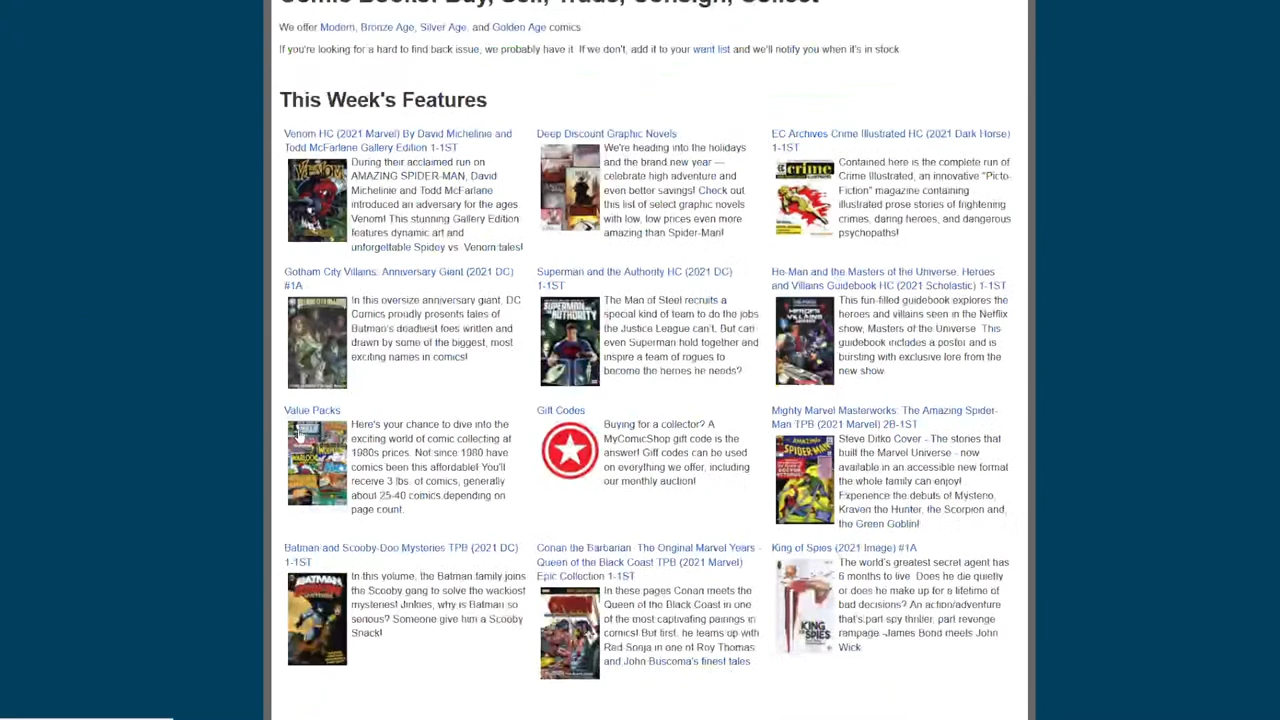 Comic Books: Buy, Sell, Trade, Consign, Collect
We offer Modern, Bronze Age, Silver Age, and Golden Age comics
If you're looking for a hard to find back issue, we probably have it. If we don't, add it to your want list and we'll notify you when it's in stock
This Week's Features
Venom HC (2021 Marvel) By David Michelinie and
Todd McFarlane Gallery Edition 1-1ST
During their acclaimed run on
AMAZING SPIDER-MAN, David
Michelinie and Todd McFarlane
introduced an adversary for the ages.
Venom! This stunning Gallery Edition
features dynamic art and
unforgettable Spidey vs. Venom tales!
Deep Discount Graphic Novels
We're heading into the holidays
and the brand new year —
celebrate high adventure and
even better savings! Check out
this list of select graphic novels
with low, low prices even more
amazing than Spider-Man!
EC Archives Crime Illustrated HC (2021 Dark Horse)
1-1ST
crime
Contained here is the complete run of
Crime Illustrated, an innovative "Picto-
Fiction" magazine containing
illustrated prose stories of frightening
crimes, daring heroes, and dangerous
psychopaths!
Gotham City Villains: Anniversary Giant (2021 DC)
#1A
In this oversize anniversary giant, DC
Comics proudly presents tales of
Batman's deadliest foes written and
drawn by some of the biggest, most
exciting names in comics!
Superman and the Authority HC (2021 DC)
1-1ST
SUPERMAN
AUTHORITY
The Man of Steel recruits a
special kind of team to do the jobs
the Justice League can't. But can
even Superman hold together and
inspire a team of rogues to
become the heroes he needs?
He-Man and the Masters of the Universe: Heroes
and Villains Guidebook HC (2021 Scholastic) 1-1ST
This fun-filled guidebook explores the
heroes and villains seen in the Netflix
show, Masters of the Universe. This
guidebook includes a poster and is
bursting with exclusive lore from the
new show.
Value Packs
Here's your chance to dive into the
exciting world of comic collecting at
1980s prices. Not since 1980 have
comics been this affordable! You'll
receive 3 lbs. of comics, generally
about 25-40 comics depending on
page count.
Gift Codes
Buying for a collector? A
MyComicShop gift code is the
answer! Gift codes can be used
on everything we offer, including
our monthly auction!
Mighty Marvel Masterworks: The Amazing Spider-
Man TPB (2021 Marvel) 2B-1ST
Steve Ditko Cover - The stories that
built the Marvel Universe - now
available in an accessible new format
the whole family can enjoy!
Experience the debuts of Mysterio,
Kraven the Hunter, the Scorpion and
the Green Goblin!
Batman and Scooby-Doo Mysteries TPB (2021 DC)
1-1ST
BATMAN
In this volume, the Batman family joins
the Scooby gang to solve the wackiest
mysteries! Jinkies, why is Batman so
serious? Someone give him a Scooby
Snack!
Conan the Barbarian: The Original Marvel Years -
Queen of the Black Coast TPB (2021 Marvel)
Epic Collection 1-1ST
In these pages Conan meets the
Queen of the Black Coast in one
of the most captivating pairings in
comics! But first, he teams up with
Red Sonja in one of Roy Thomas
and John Buscema's finest tales
King of Spies (2021 Image) #1A
KING
SPIES
The world's greatest secret agent has
6 months to live. Does he die quietly
or does he make up for a lifetime of
bad decisions? An action/adventure
that's part spy thriller, part revenge
rampage -James Bond meets John
Wick